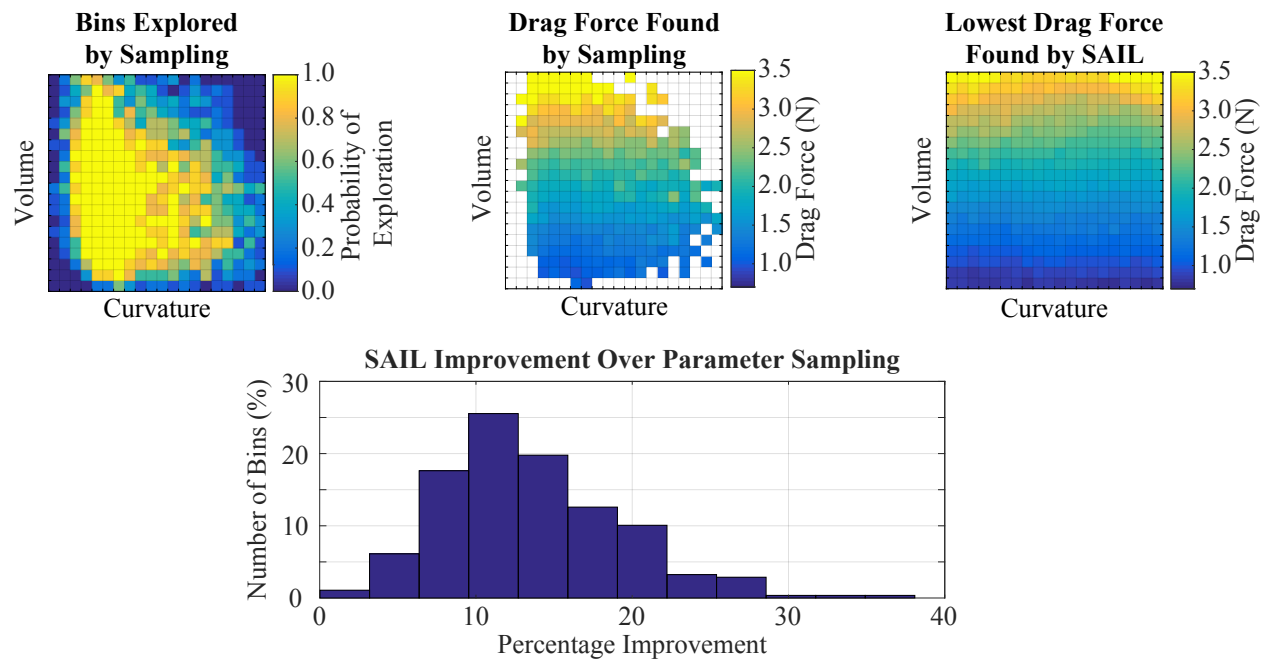 Bins Explored
by Sampling
Volume
Curvature
1.0
0.8
0.6
0.4
0.2
0.0
Probability of
Exploration
Drag Force Found
by Sampling
Volume
Curvature
3.5
3.0
2.5
2.0
1.5
1.0
Drag Force (N)
Lowest Drag Force
Found by SAIL
Volume
Curvature
3.5
3.0
2.5
2.0
1.5
1.0
Drag Force (N)
SAIL Improvement Over Parameter Sampling
Number of Bins (%)
30
20
10
0
0 10 20 30 40
Percentage Improvement